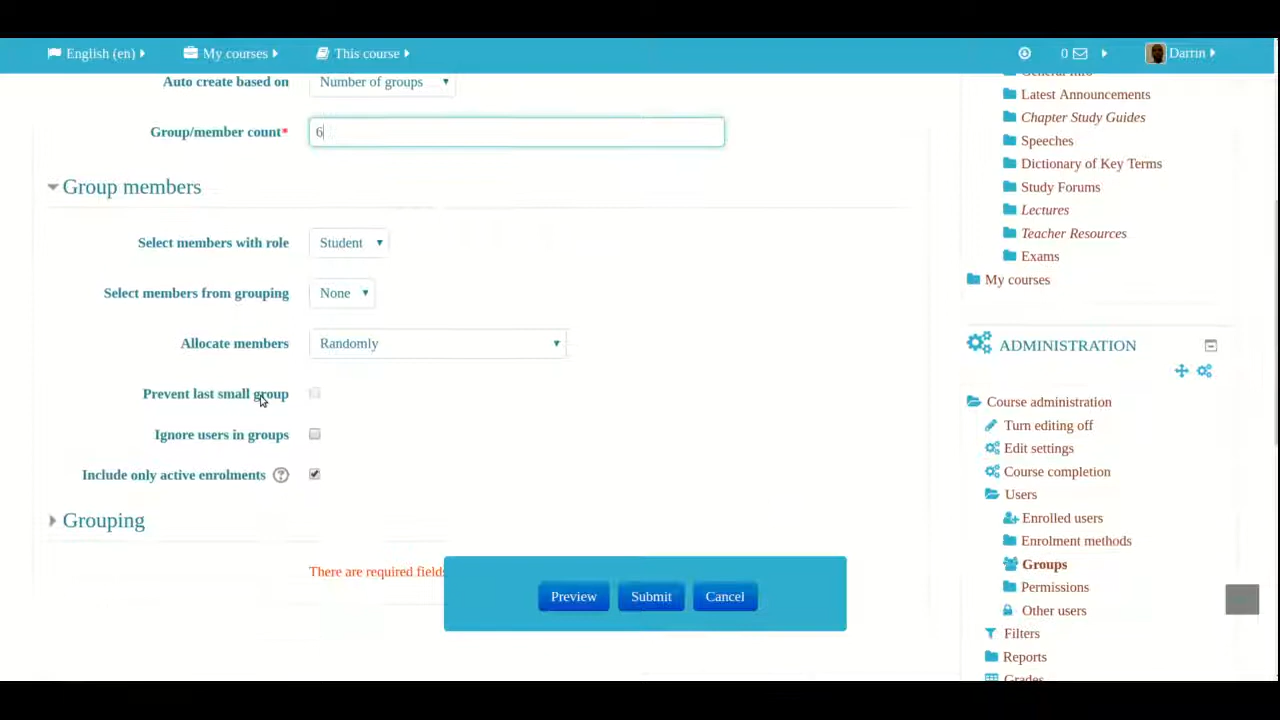 English (en)
My courses
This course
0
Darrin
Auto create based on
Number of groups
Group/member count*
6
Group members
Select members with role
Student
Select members from grouping
None
Allocate members
Randomly
Prevent last small group
Ignore users in groups
Include only active enrolments
Grouping
There are required fields
Preview
Submit
Cancel
General Info
Latest Announcements
Chapter Study Guides
Speeches
Dictionary of Key Terms
Study Forums
Lectures
Teacher Resources
Exams
My courses
ADMINISTRATION
Course administration
Turn editing off
Edit settings
Course completion
Users
Enrolled users
Enrolment methods
Groups
Permissions
Other users
Filters
Reports
Grades